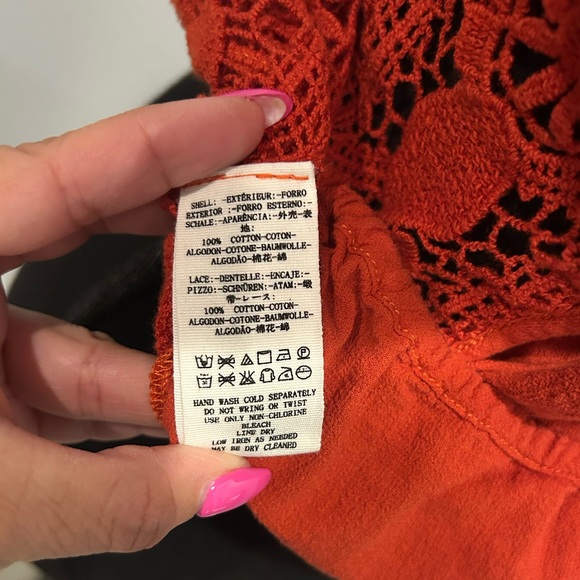 SHELL: -EXTÉRIEUR:-FORRO
EXTERIOR :-FORRO ESTERNO:-
SCHALE:-APARÊNCIA:-外壳-表
地:
100% COTTON-COTON-
ALGODON-COTONE-BAUMWOLLE-
ALGODÃO-棉花-綿
LACE:-DENTELLE:-ENCAJE:-
PIZZO:-SCHNÜREN:-ATAM:-鍛
帶-レース:
100% COTTON-COTON-
ALGODON-COTONE-BAUMWOLLE-
ALGODÃO-棉花-綿
HAND WASH COLD SEPARATELY
DO NOT WRING OR TWIST
USE ONLY NON-CHLORINE
BLEACH
LINE DRY
LOW IRON AS NEEDED
MAY BE DRY CLEANED